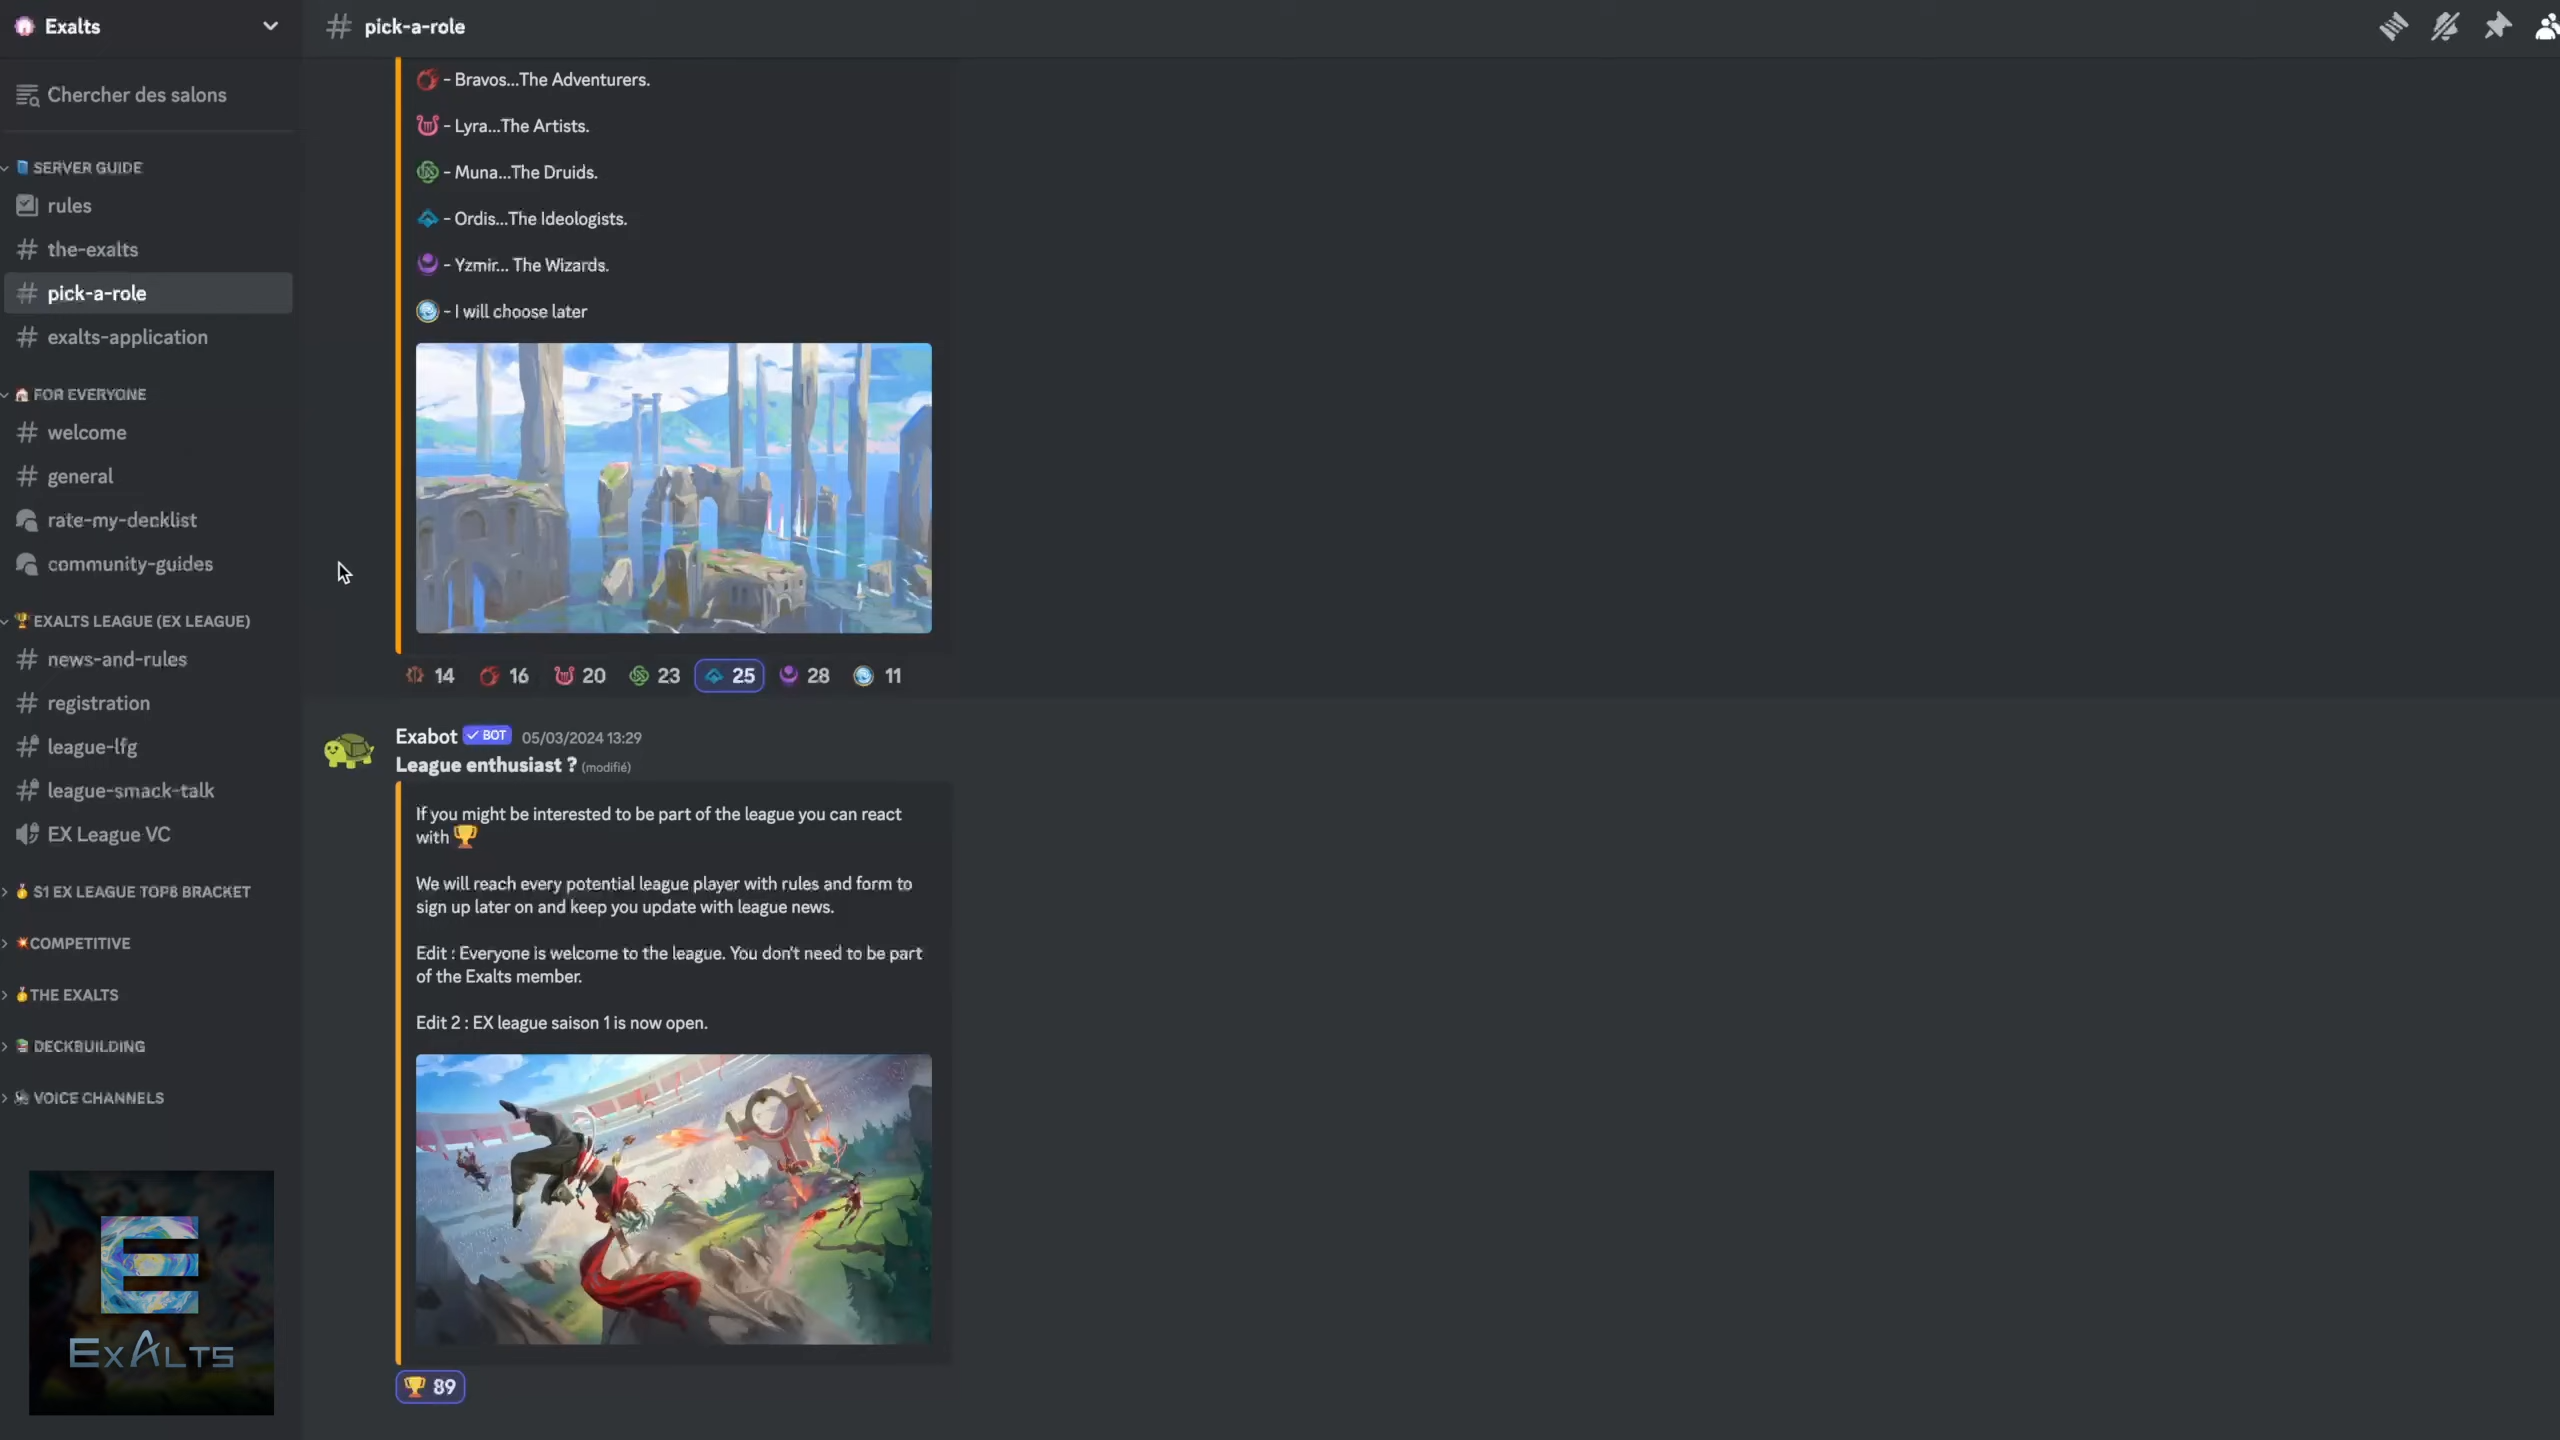 Exalts
Chercher des salons
SERVER GUIDE
rules
the-exalts
pick-a-role
exalts-application
FOR EVERYONE
welcome
general
rate-my-decklist
community-guides
EXALTS LEAGUE (EX LEAGUE)
news-and-rules
registration
league-lfg
league-smack-talk
EX League VC
S1 EX LEAGUE TOP8 BRACKET
COMPETITIVE
THE EXALTS
DECKBUILDING
VOICE CHANNELS
E
EXALTS
# pick-a-role
- Bravos...The Adventurers.
- Lyra...The Artists.
- Muna...The Druids.
- Ordis...The Ideologists.
- Yzmir... The Wizards.
- I will choose later
14 16 20 23 25 28 11
Exabot BOT 05/03/2024 13:29
League enthusiast ? (modifié)
If you might be interested to be part of the league you can react
with 🏆
We will reach every potential league player with rules and form to
sign up later on and keep you update with league news.
Edit : Everyone is welcome to the league. You don't need to be part
of the Exalts member.
Edit 2 : EX league saison 1 is now open.
🏆 89